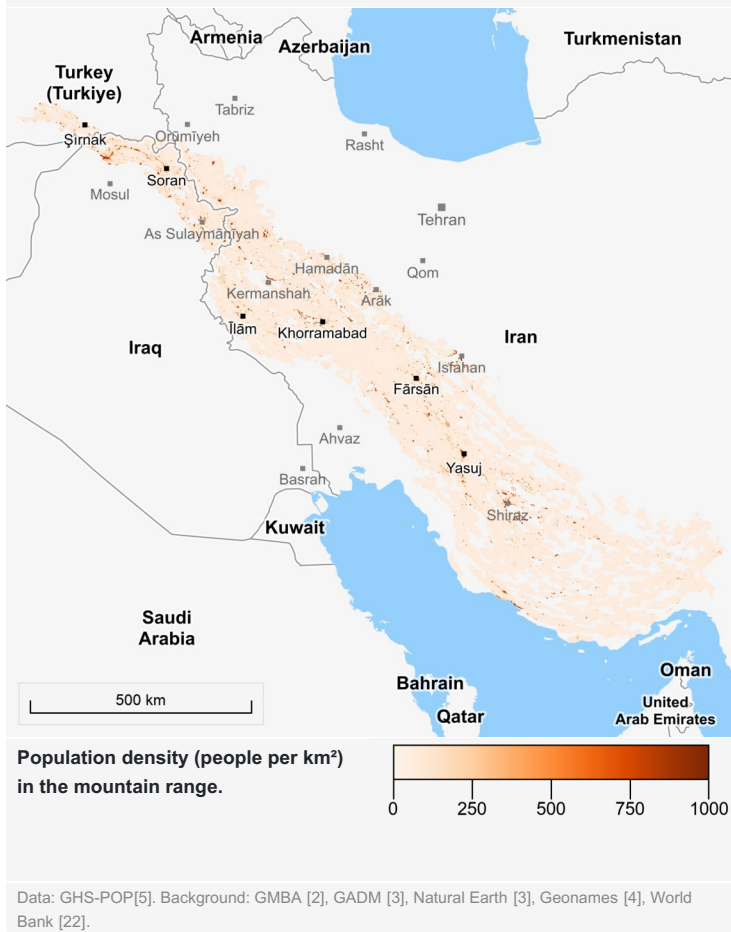 Armenia
Azerbaijan
Turkmenistan
Turkey
(Turkiye)
Tabriz
Şırnak
Orūmīyeh
Rasht
Soran
Mosul
Tehran
As Sulaymānīyah
Hamadān
Qom
Kermanshah
Arāk
Īlām
Khorramabad
Iran
Iraq
Isfahan
Fārsān
Ahvaz
Yasuj
Basrah
Shiraz
Kuwait
Saudi
Arabia
Oman
Bahrain
500 km
United
Arab Emirates
Qatar
Population density (people per km²)
in the mountain range.
0 250 500 750 1000
Data: GHS-POP[5]. Background: GMBA [2], GADM [3], Natural Earth [3], Geonames [4], World
Bank [22].